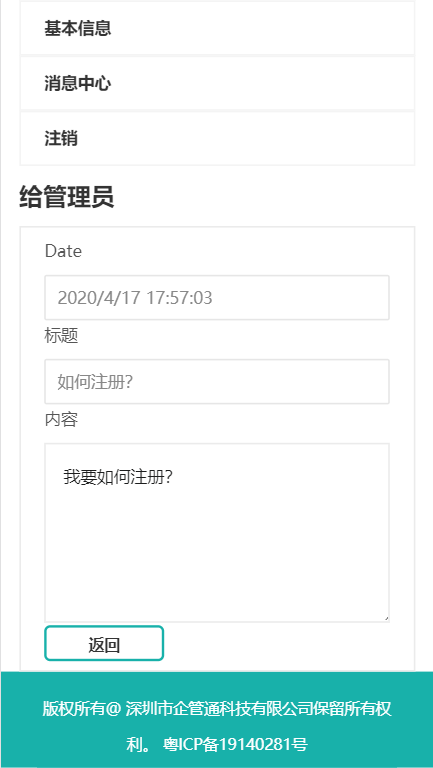 基本信息
消息中心
注销
给管理员
Date
2020/4/17 17:57:03
标题
如何注册?
内容
我要如何注册?
返回
版权所有@ 深圳市企管通科技有限公司保留所有权
利。 粤ICP备19140281号